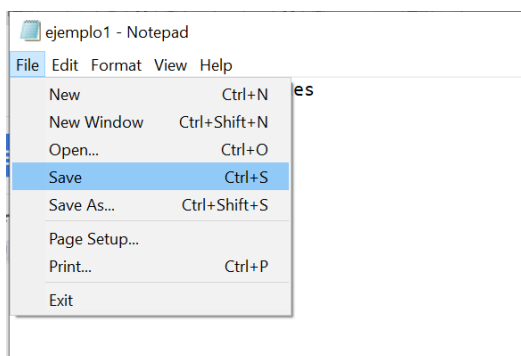 ejemplo1 - Notepad
File Edit Format View Help
es
New Ctrl+N
New Window Ctrl+Shift+N
Open... Ctrl+O
Save Ctrl+S
Save As... Ctrl+Shift+S
Page Setup...
Print... Ctrl+P
Exit